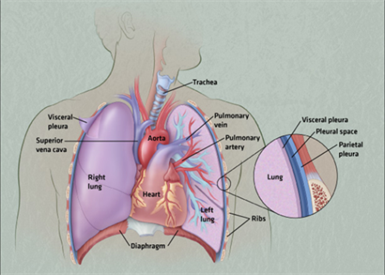 Trachea
Visceral
pleura
Pulmonary
vein
Superior
vena cava
Aorta
Pulmonary
artery
Right
lung
Heart
Left
lung
Diaphragm
Ribs
Visceral pleura
Pleural space
Parietal
pleura
Lung